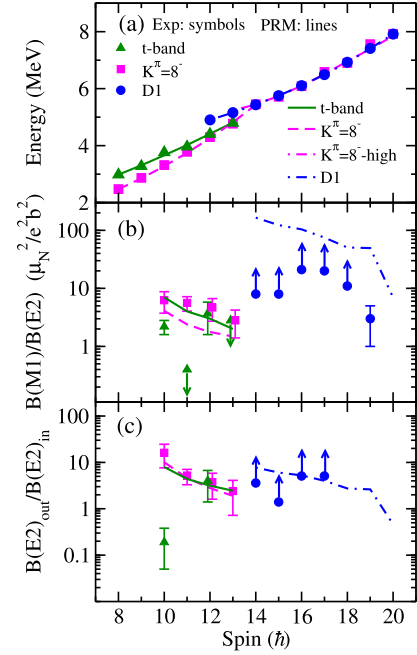 (a) Exp: symbols PRM: lines
t-band
K^π=8^-
D1
t-band
K^π=8^-
K^π=8^--high
D1
Energy (MeV)
8
6
4
2
(b)
B(M1)/B(E2) (μ_N^2/e^2b^2)
100
10
1
(c)
B(E2)_out/B(E2)_in
100
10
1
0.1
8 10 12 14 16 18 20
Spin (ħ)